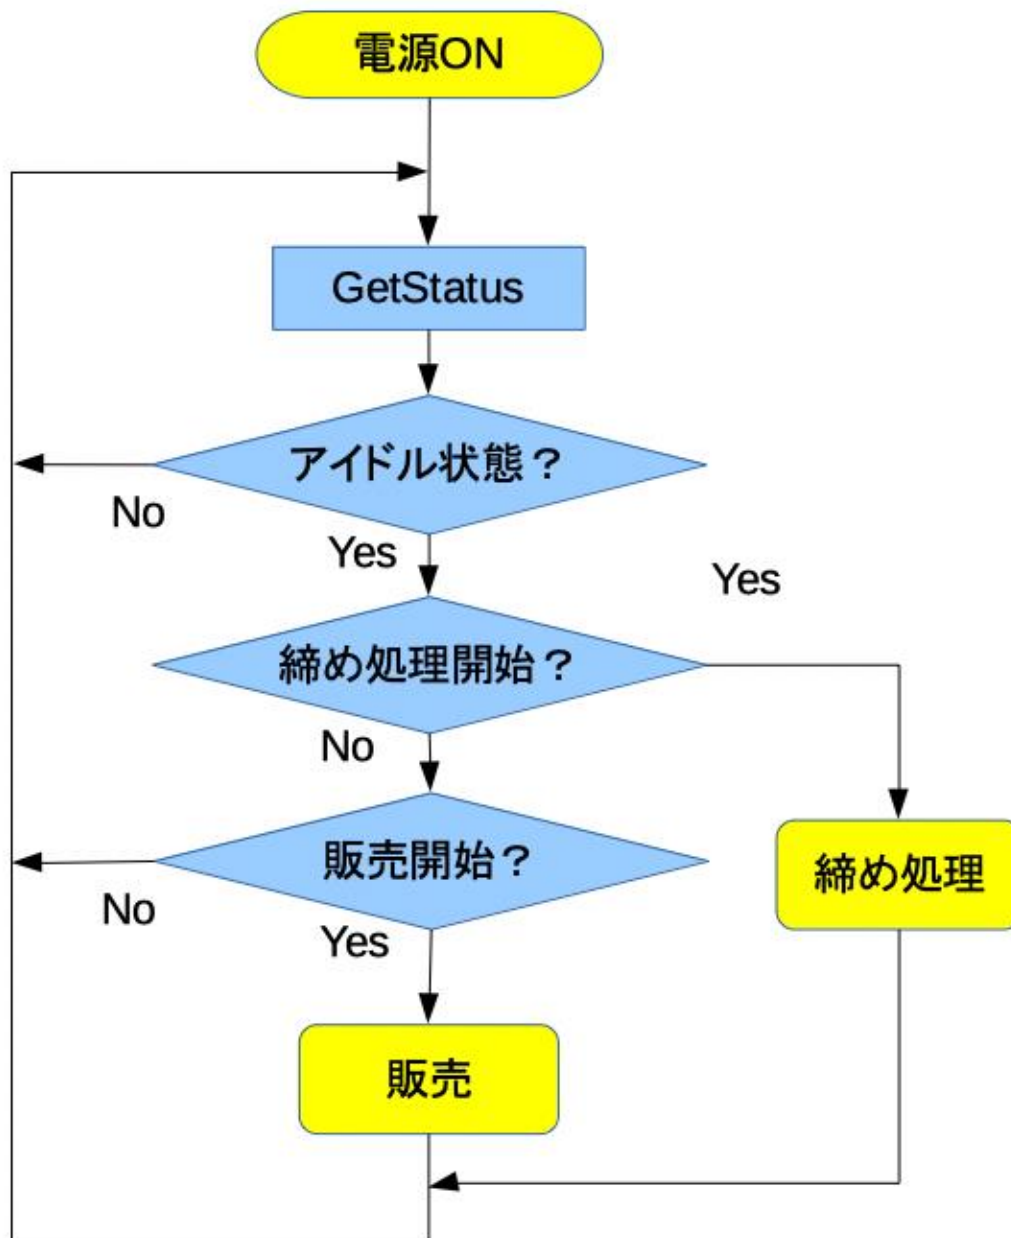 電源ON
GetStatus
アイドル状態？
No
Yes
Yes
締め処理開始？
No
販売開始？
締め処理
No
Yes
販売